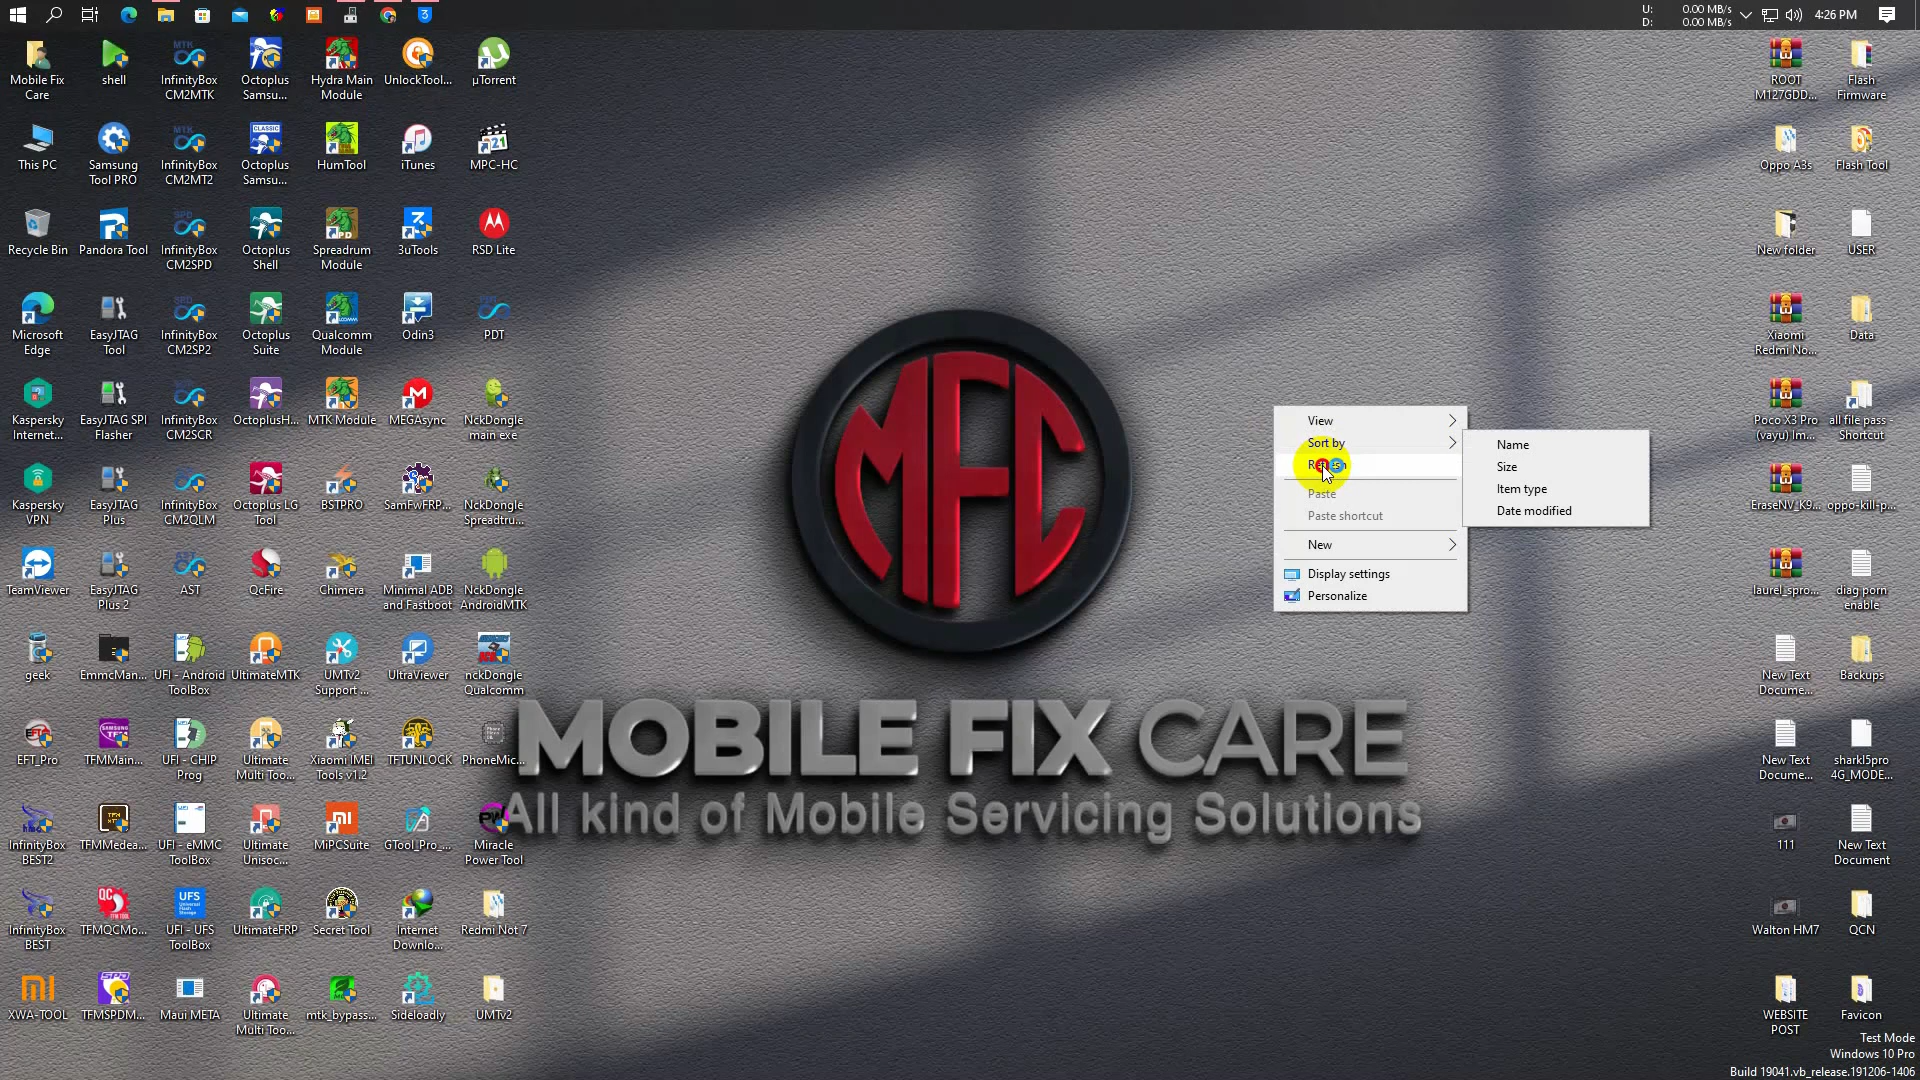 U: 0.00 MB/s
D: 0.00 MB/s
4:26 PM
Mobile Fix
Care
shell
InfinityBox
CM2MTK
Octoplus
Samsu...
Hydra Main
Module
UnlockTool...
µTorrent
ROOT
M127GDD...
Flash
Firmware
This PC
Samsung
Tool PRO
InfinityBox
CM2MT2
CLASSIC
Octoplus
Samsu...
HumTool
iTunes
MPC-HC
Oppo A3s
Flash Tool
Recycle Bin
Pandora Tool
InfinityBox
CM2SPD
Octoplus
Shell
Spreadrum
Module
3uTools
RSD Lite
New folder
USER
Microsoft
Edge
EasyJTAG
Tool
InfinityBox
CM2SP2
Octoplus
Suite
Qualcomm
Module
Odin3
PDT
Xiaomi
Redmi No...
Data
Kaspersky
Internet...
EasyJTAG SPI
Flasher
InfinityBox
CM2SCR
OctoplusH...
MTK Module
MEGAsync
NckDongle
main exe
Poco X3 Pro
(vayu) Im...
all file pass -
Shortcut
Kaspersky
VPN
EasyJTAG
Plus
InfinityBox
CM2QLM
Octoplus LG
Tool
BSTPRO
SamFwFRP...
NckDongle
Spreadtru...
EraseNV_K9...
oppo-kill-p...
TeamViewer
EasyJTAG
Plus 2
AST
QcFire
Chimera
Minimal ADB
and Fastboot
NckDongle
AndroidMTK
laurel_spro...
diag porn
enable
geek
EmmcMan...
UFI - Android
ToolBox
UltimateMTK
UMTv2
Support ...
UltraViewer
nckDongle
Qualcomm
New Text
Docume...
Backups
EFT_Pro
TFMMain...
UFI - CHIP
Prog
Ultimate
Multi Too...
Xiaomi IMEI
Tools v1.2
TFTUNLOCK
PhoneMic...
New Text
Docume...
sharkl5pro
4G_MODE...
InfinityBox
BEST2
TFMMedea...
UFI - eMMC
ToolBox
Ultimate
Unisoc...
MiPCSuite
GTool_Pro_...
Miracle
Power Tool
111
New Text
Document
InfinityBox
BEST
TFMQCMo...
UFI - UFS
ToolBox
UltimateFRP
Secret Tool
Internet
Downlo...
Redmi Not 7
Walton HM7
QCN
XWA-TOOL
TFMSPDM...
Maui META
Ultimate
Multi Too...
mtk_bypass...
Sideloadly
UMTv2
WEBSITE
POST
Favicon
MFC
MOBILE FIX CARE
All kind of Mobile Servicing Solutions
View
Sort by
Refresh
Paste
Paste shortcut
New
Display settings
Personalize
Name
Size
Item type
Date modified
Test Mode
Windows 10 Pro
Build 19041.vb_release.191206-1406